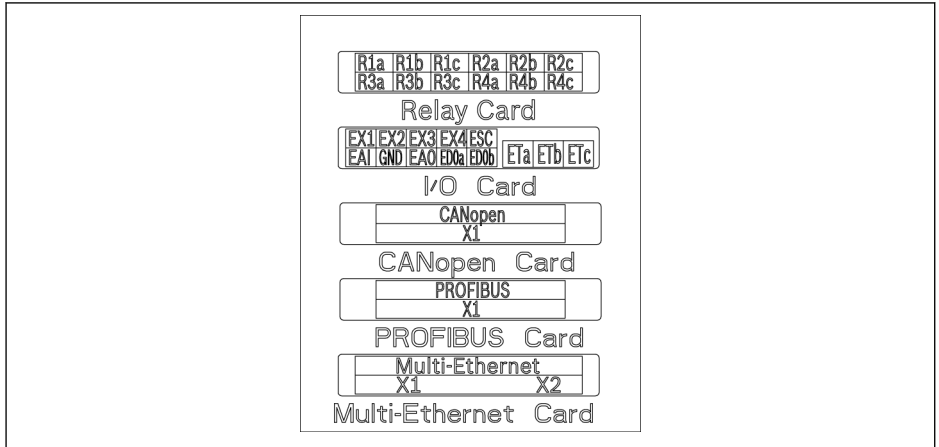 R1a R1b R1c R2a R2b R2c
R3a R3b R3c R4a R4b R4c
Relay Card
EX1 EX2 EX3 EX4 ESC
EAI GND EAO EDOa EDOb ETa ETb ETc
I/O Card
CANopen
X1
CANopen Card
PROFIBUS
X1
PROFIBUS Card
Multi-Ethernet
X1 X2
Multi-Ethernet Card